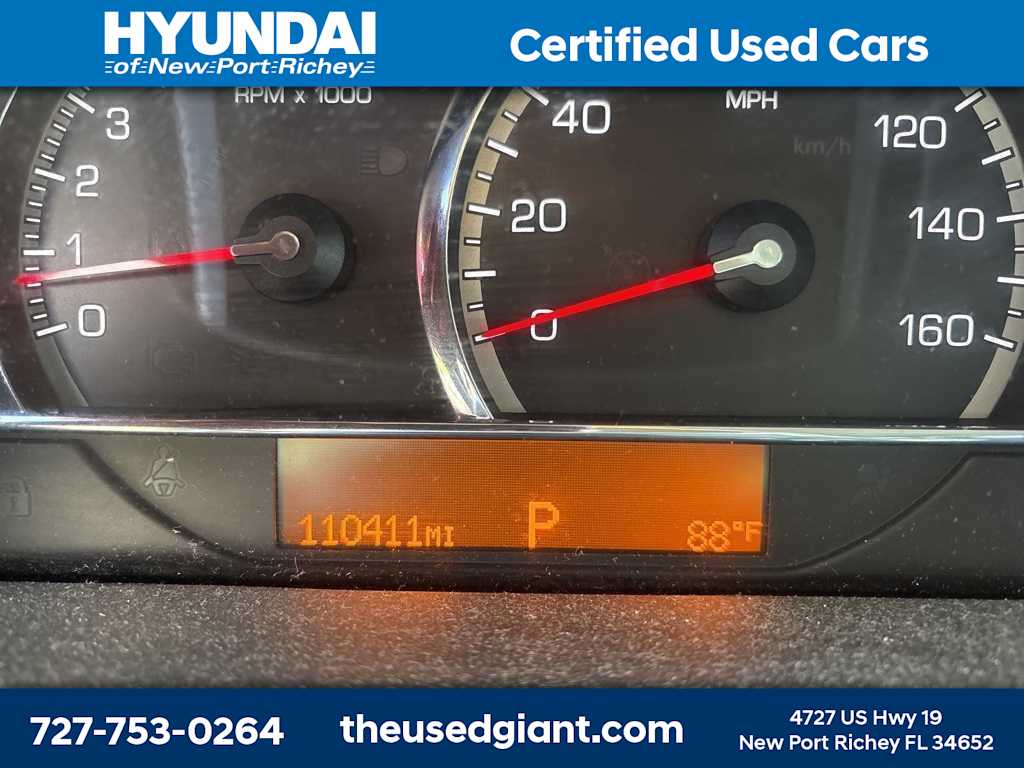 HYUNDAI
of New Port Richey
Certified Used Cars
RPM x 1000
3
2
1
0
MPH
km/h
40
20
0
120
140
160
110411MI
P
88°F
727-753-0264
theusedgiant.com
4727 US Hwy 19
New Port Richey FL 34652